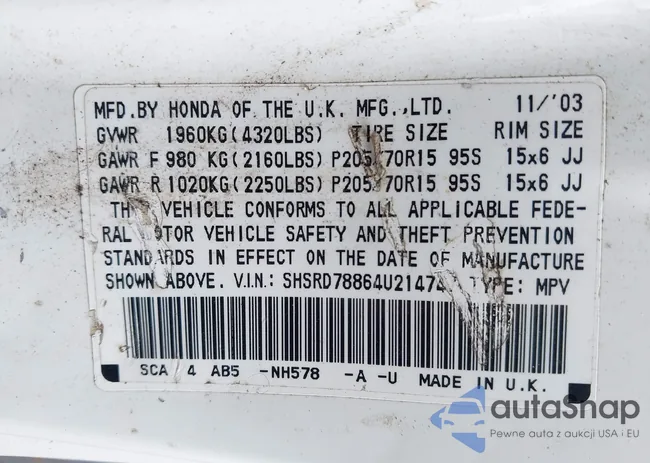 MFD.BY HONDA OF THE U.K. MFG.,LTD. 11/'03
GVWR 1960KG(4320LBS) TIRE SIZE RIM SIZE
GAWR F 980 KG(2160LBS) P205/70R15 95S 15x6 JJ
GAWR R 1020KG(2250LBS) P205/70R15 95S 15x6 JJ
VEHICLE CONFORMS TO ALL APPLICABLE FEDE-
RAL MOTOR VEHICLE SAFETY AND THEFT PREVENTION
STANDARDS IN EFFECT ON THE DATE OF MANUFACTURE
SHOWN ABOVE. V.I.N: TYPE: MPV
SCA 4 AB5 -NH578 -A -U MADE IN U.K.
autaSnap
Pewne auta z aukcji USA i EU